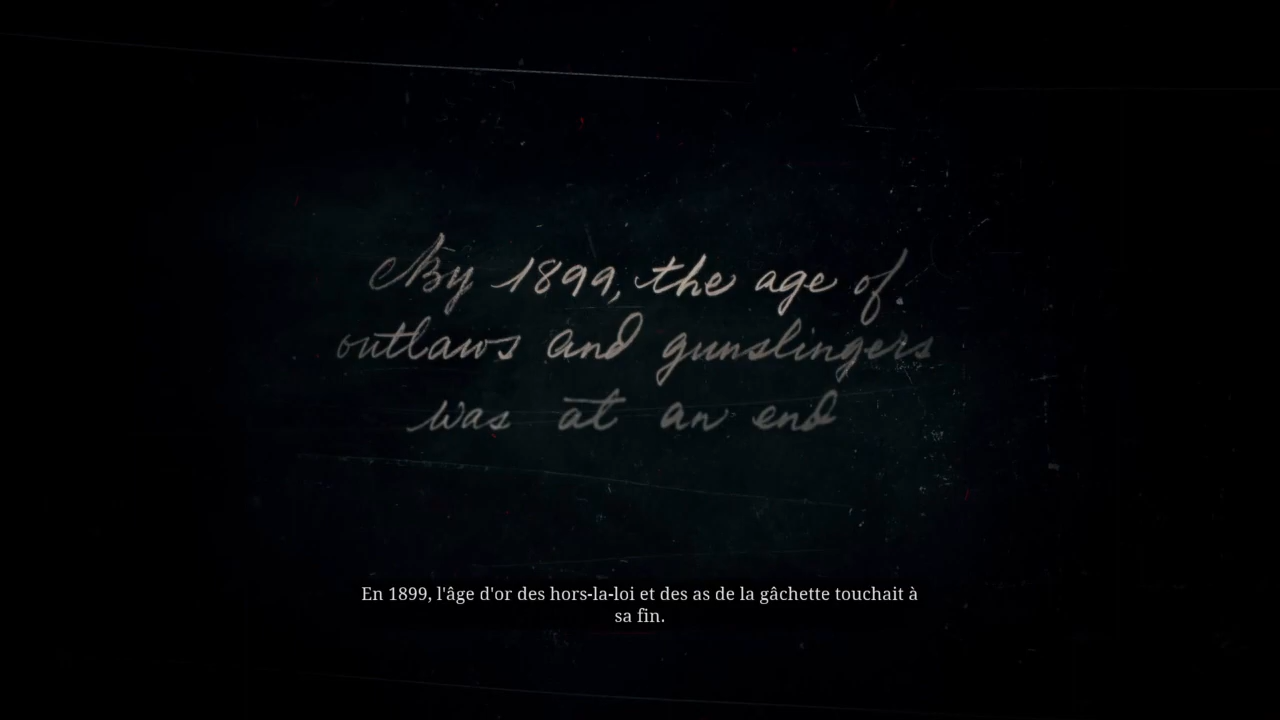 By 1899, the age of
outlaws and gunslingers
was at an end
En 1899, l'âge d'or des hors-la-loi et des as de la gâchette touchait à
sa fin.